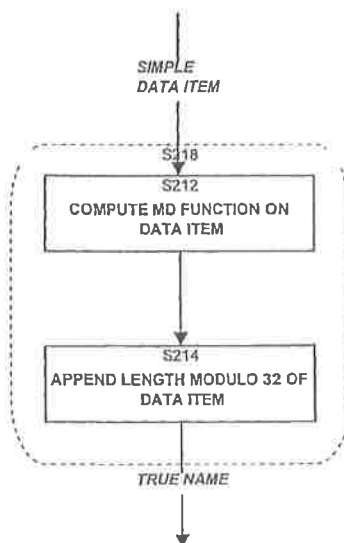 SIMPLE
DATA ITEM
S218
S212
COMPUTE MD FUNCTION ON
DATA ITEM
S214
APPEND LENGTH MODULO 32 OF
DATA ITEM
TRUE NAME